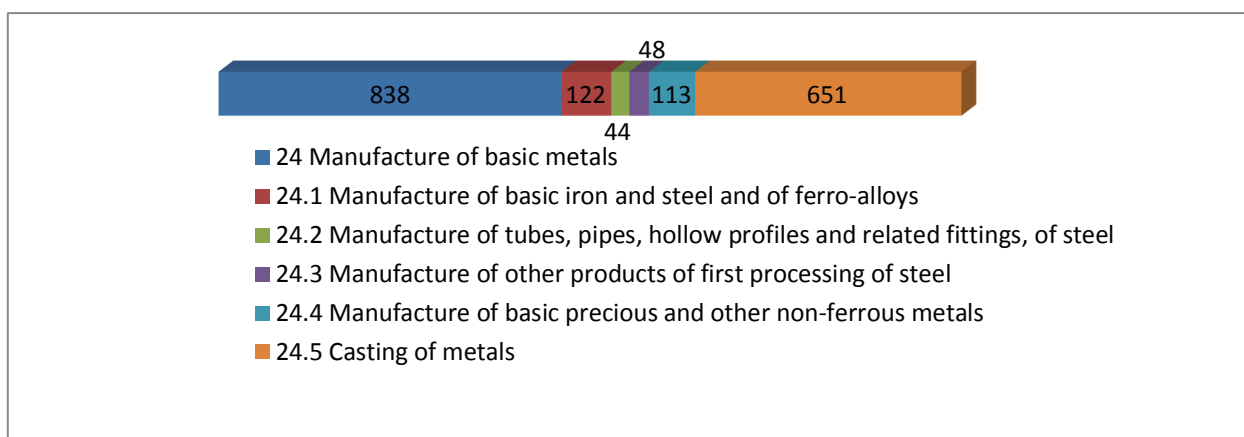 48
838 122 113 651
44
24 Manufacture of basic metals
24.1 Manufacture of basic iron and steel and of ferro-alloys
24.2 Manufacture of tubes, pipes, hollow profiles and related fittings, of steel
24.3 Manufacture of other products of first processing of steel
24.4 Manufacture of basic precious and other non-ferrous metals
24.5 Casting of metals